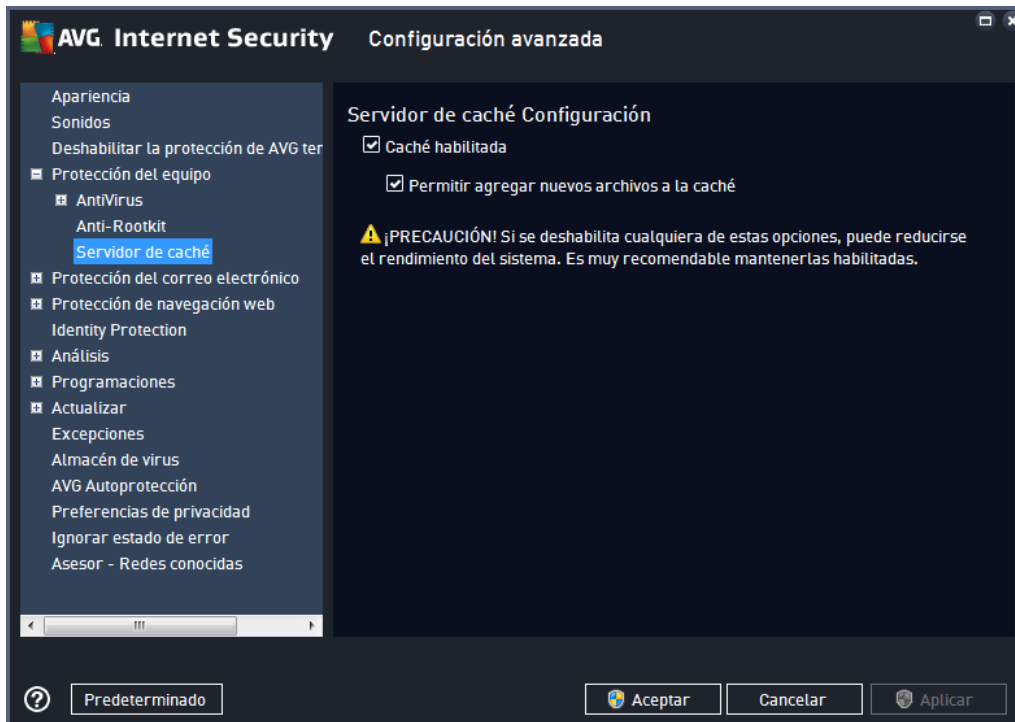 AVG Internet Security Configuración avanzada
Apariencia
Sonidos
Deshabilitar la protección de AVG ter
Protección del equipo
AntiVirus
Anti-Rootkit
Servidor de caché
Protección del correo electrónico
Protección de navegación web
Identity Protection
Análisis
Programaciones
Actualizar
Excepciones
Almacén de virus
AVG Autoprotección
Preferencias de privacidad
Ignorar estado de error
Asesor - Redes conocidas
Servidor de caché Configuración
Caché habilitada
Permitir agregar nuevos archivos a la caché
¡PRECAUCIÓN! Si se deshabilita cualquiera de estas opciones, puede reducirse
el rendimiento del sistema. Es muy recomendable mantenerlas habilitadas.
Predeterminado
Aceptar
Cancelar
Aplicar